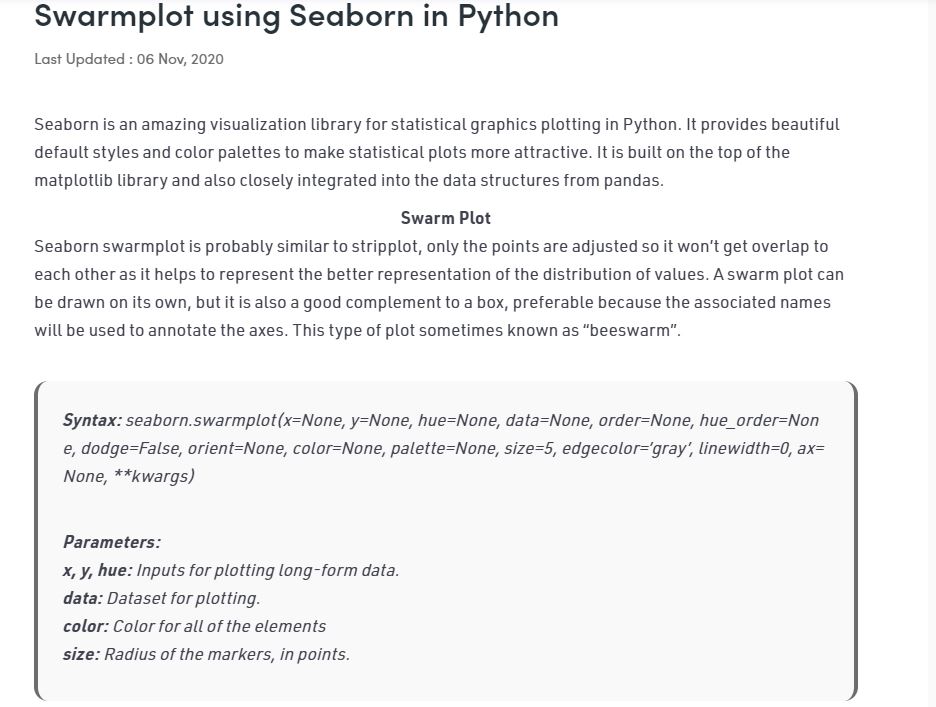 Swarmplot using Seaborn in Python
Last Updated : 06 Nov, 2020
Seaborn is an amazing visualization library for statistical graphics plotting in Python. It provides beautiful
default styles and color palettes to make statistical plots more attractive. It is built on the top of the
matplotlib library and also closely integrated into the data structures from pandas.
Swarm Plot
Seaborn swarmplot is probably similar to stripplot, only the points are adjusted so it won’t get overlap to
each other as it helps to represent the better representation of the distribution of values. A swarm plot can
be drawn on its own, but it is also a good complement to a box, preferable because the associated names
will be used to annotate the axes. This type of plot sometimes known as “beeswarm”.
Syntax: seaborn.swarmplot(x=None, y=None, hue=None, data=None, order=None, hue_order=Non
e, dodge=False, orient=None, color=None, palette=None, size=5, edgecolor=‘gray’, linewidth=0, ax=
None, **kwargs)
Parameters:
x, y, hue: Inputs for plotting long-form data.
data: Dataset for plotting.
color: Color for all of the elements
size: Radius of the markers, in points.